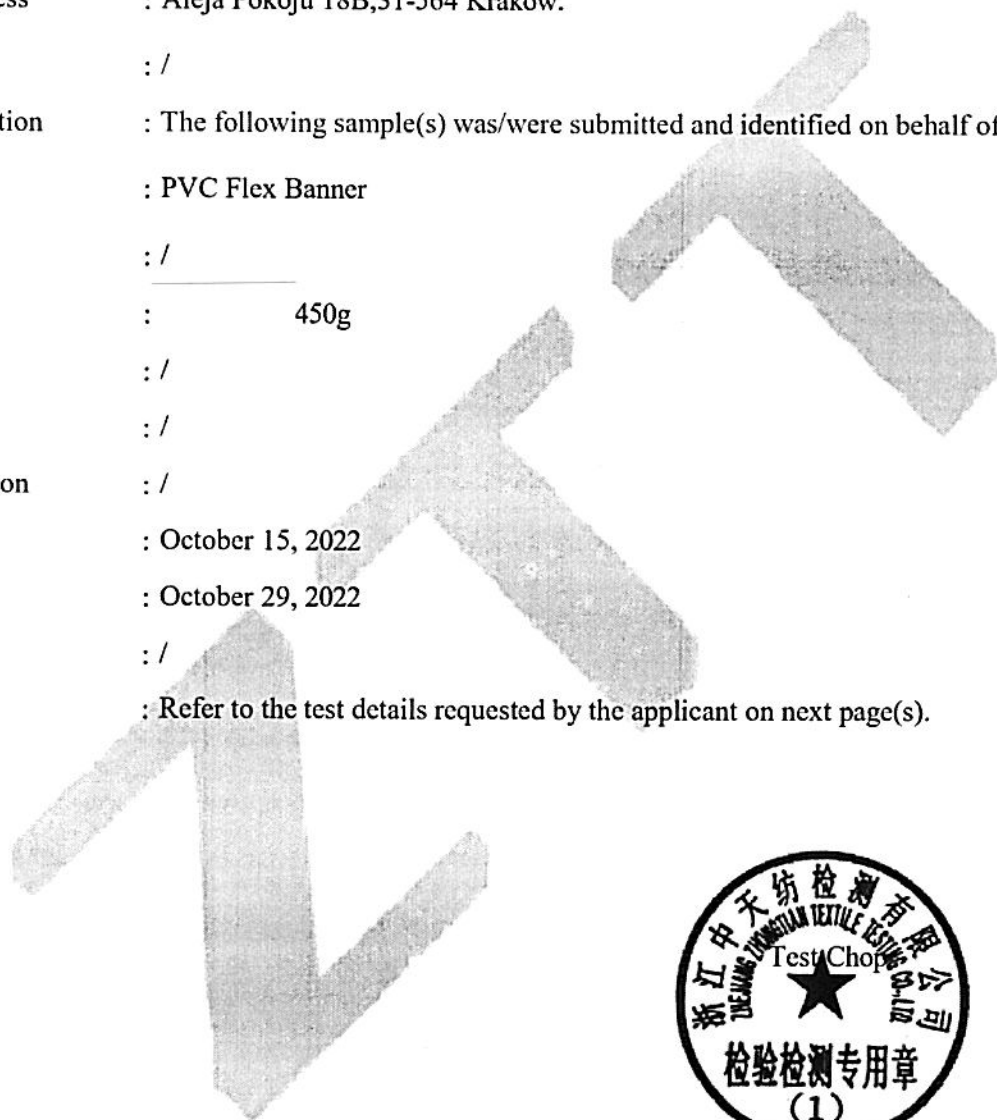 ess : Aleja Pokoju 18B,31-564 Kraków.
: /
tion : The following sample(s) was/were submitted and identified on behalf of
: PVC Flex Banner
: /
: 450g
: /
: /
on : /
: October 15, 2022
: October 29, 2022
: /
: Refer to the test details requested by the applicant on next page(s).
ZTT
浙江中天纺检测有限公司
ZHEJIANG ZHONGTIAN TEXTILE TESTING CO.,LTD
Test Chop
检验检测专用章
(1)